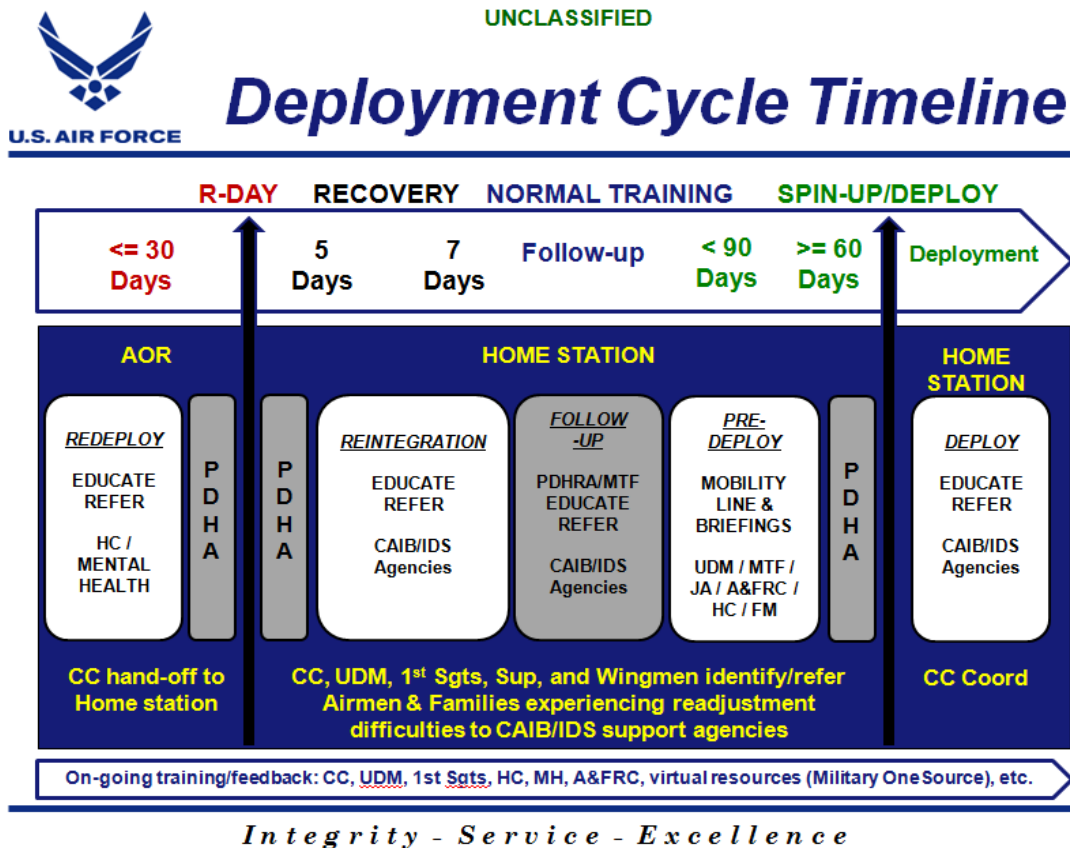 UNCLASSIFIED
U.S. AIR FORCE
Deployment Cycle Timeline
R-DAY
RECOVERY
NORMAL TRAINING
SPIN-UP/DEPLOY
<= 30
Days
5
Days
7
Days
Follow-up
< 90
Days
>= 60
Days
Deployment
AOR
HOME STATION
HOME
STATION
REDEPLOY
EDUCATE
REFER
HC /
MENTAL
HEALTH
P
D
H
A
P
D
H
A
REINTEGRATION
EDUCATE
REFER
CAIB/IDS
Agencies
FOLLOW
-UP
PDHRA/MTF
EDUCATE
REFER
CAIB/IDS
Agencies
PRE-
DEPLOY
MOBILITY
LINE &
BRIEFINGS
UDM / MTF /
JA / A&FRC /
HC / FM
P
D
H
A
DEPLOY
EDUCATE
REFER
CAIB/IDS
Agencies
CC hand-off to
Home station
CC, UDM, 1st Sgts, Sup, and Wingmen identify/refer
Airmen & Families experiencing readjustment
difficulties to CAIB/IDS support agencies
CC Coord
On-going training/feedback: CC, UDM, 1st Sgts, HC, MH, A&FRC, virtual resources (Military OneSource), etc.
Integrity - Service - Excellence